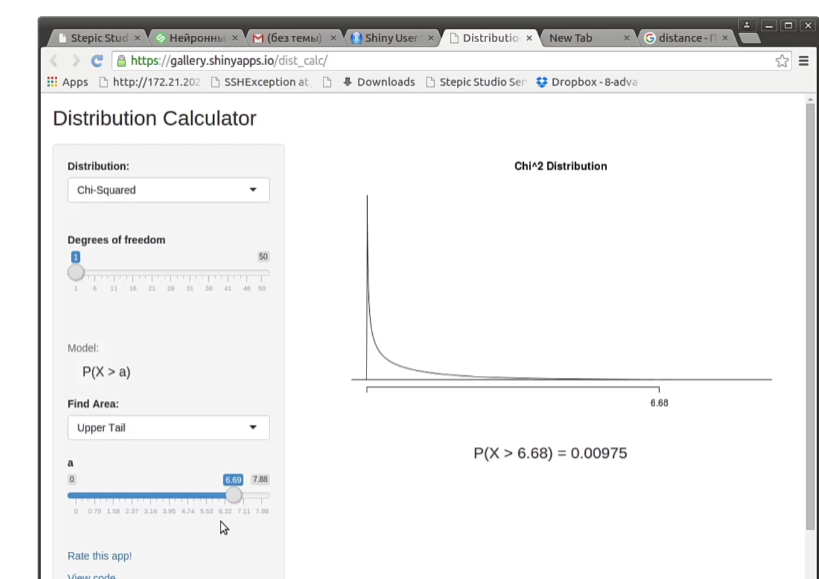 Stepic Stud × Нейронны × (без темы) × Shiny User × Distributio × New Tab × distance - П ×
https://gallery.shinyapps.io/dist_calc/
Apps http://172.21.202 SSHException at Downloads Stepic Studio Ser Dropbox - 8-adva
Distribution Calculator
Distribution:
Chi-Squared
Degrees of freedom
1 50
1 6 11 16 21 26 31 36 41 46 50
Model:
P(X > a)
Find Area:
Upper Tail
a
0 6.69 7.88
0 0.79 1.58 2.37 3.16 3.95 4.74 5.53 6.32 7.11 7.88
Rate this app!
View code
Chi^2 Distribution
6.68
P(X > 6.68) = 0.00975